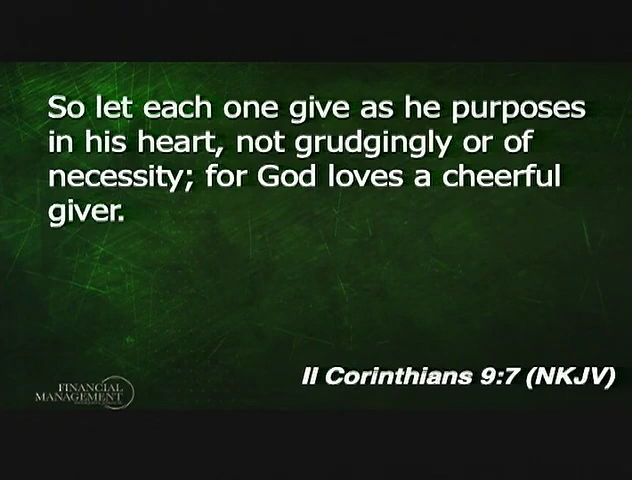 So let each one give as he purposes
in his heart, not grudgingly or of
necessity; for God loves a cheerful
giver.
II Corinthians 9:7 (NKJV)
FINANCIAL
MANAGEMENT